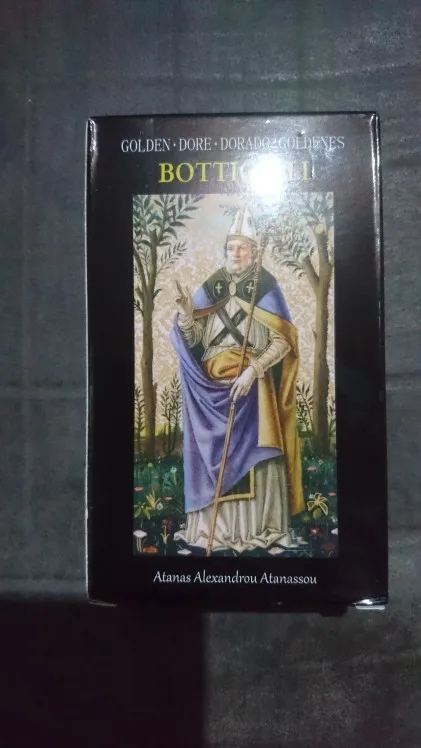 GOLDEN · DORE · DORADO · GOLDENES
BOTTICELLI
Atanas Alexandrou Atanassou